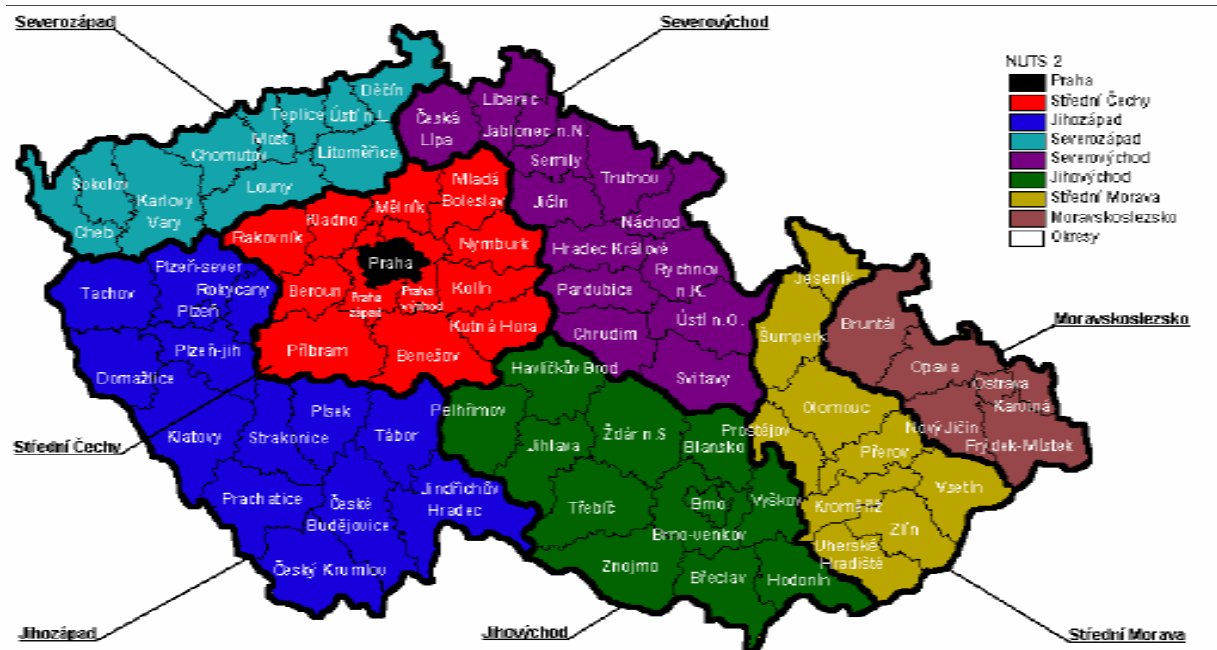 Severozápad
Severovýchod
NUTS 2
Praha
Střední Čechy
Jihozápad
Severozápad
Severovýchod
Jihovýchod
Střední Morava
Moravskoslezsko
Okresy
Děčín
Teplice
Ústí n.L.
Most
Chomutov
Litoměřice
Louny
Sokolov
Karlovy
Vary
Cheb
Česká
Lípa
Liberec
Jablonec n.N.
Semily
Trutnov
Jičín
Náchod
Hradec Králové
Rychnov
n.K.
Pardubice
Ústí n.O.
Chrudim
Svitavy
Mladá
Boleslav
Mělník
Kladno
Rakovník
Nymburk
Praha
Beroun
Praha
západ
Praha
východ
Kolín
Kutná Hora
Příbram
Benešov
Plzeň-sever
Tachov
Rokycany
Plzeň
Plzeň-jih
Domažlice
Klatovy
Písek
Strakonice
Tábor
Prachatice
České
Budějovice
Jindřichův
Hradec
Český Krumlov
Havlíčkův Brod
Pelhřimov
Jihlava
Žďár n.S
Blansko
Třebíč
Brno
Vyškov
Brno-venkov
Znojmo
Břeclav
Hodonín
Jeseník
Šumperk
Olomouc
Prostějov
Přerov
Kroměříž
Vsetín
Zlín
Uherské
Hradiště
Bruntál
Opava
Ostrava
Karviná
Nový Jičín
Frýdek-Místek
Moravskoslezsko
Střední Čechy
Jihozápad
Jihovýchod
Střední Morava